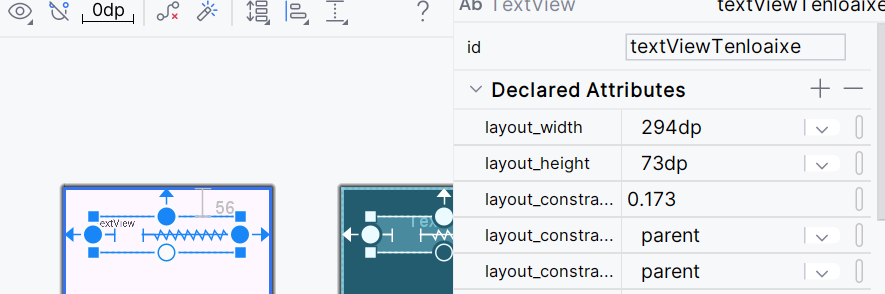 0dp
?
Ab TextView textViewTenloaixe
id textViewTenloaixe
Declared Attributes
layout_width 294dp
layout_height 73dp
layout_constra... 0.173
layout_constra... parent
layout_constra... parent
56
extView